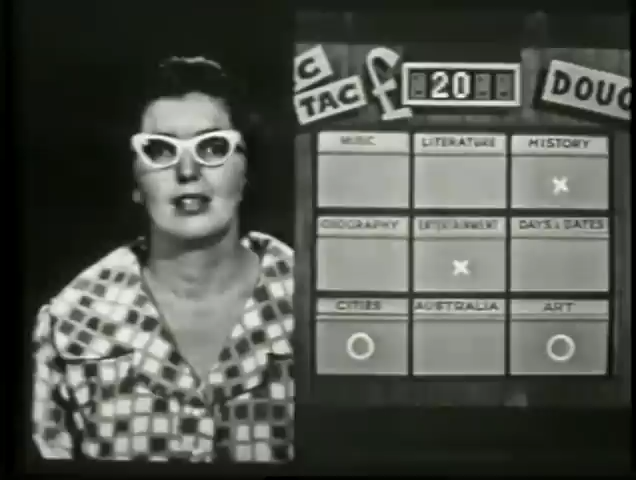 C
TAC
£ 20
DOUG
MUSIC LITERATURE HISTORY
X
GEOGRAPHY ENTERTAINMENT DAYS & DATES
X
CITIES AUSTRALIA ART
O O